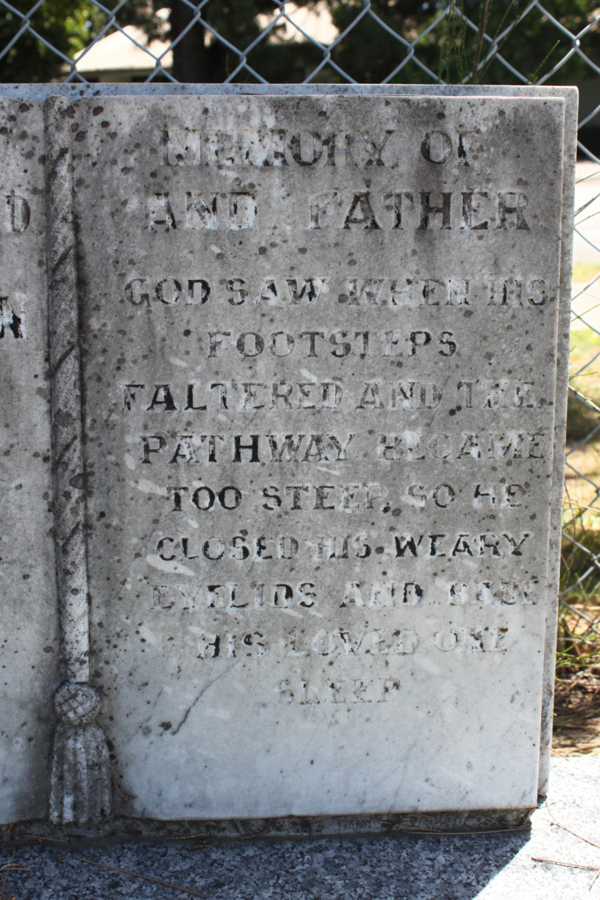 MEMORY OF
D AND FATHER
GOD SAW WHEN HIS
N
FOOTSTEPS
FALTERED AND THE
PATHWAY BECAME
TOO STEEP, SO HE
CLOSED HIS WEARY
EYELIDS AND GAVE
HIS LOVED ONE
SLEEP